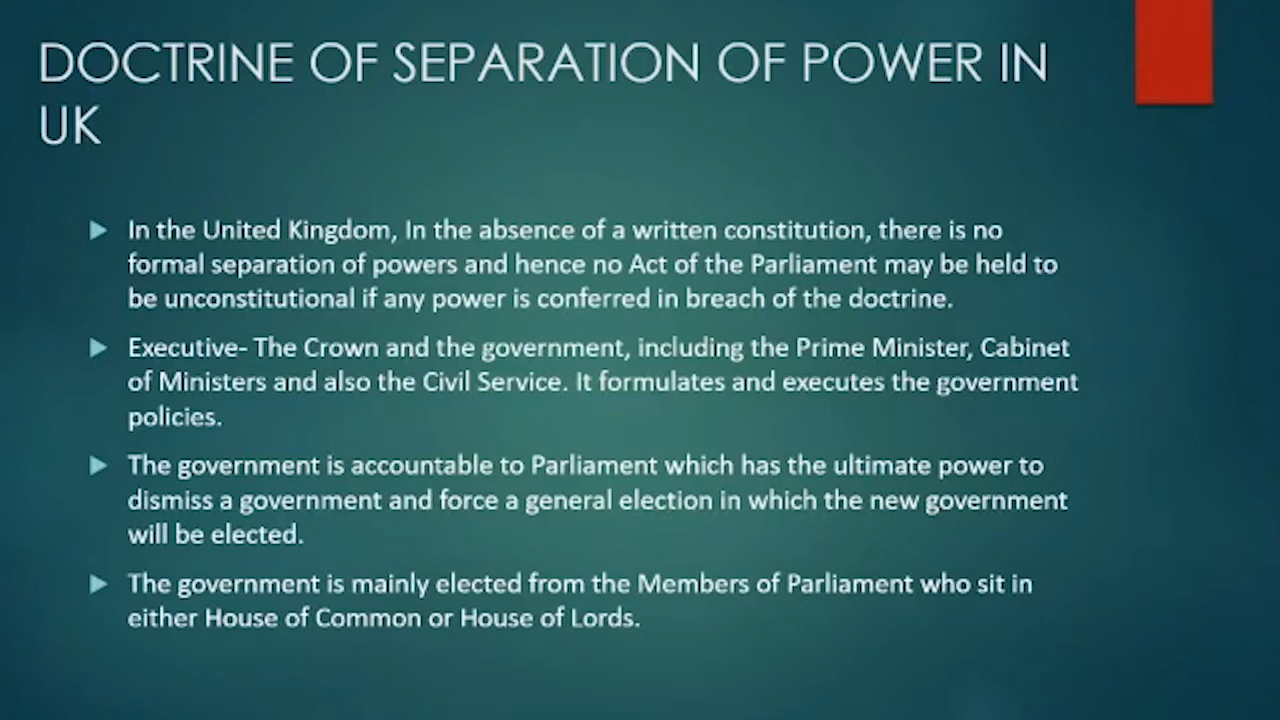 DOCTRINE OF SEPARATION OF POWER IN
UK
In the United Kingdom, In the absence of a written constitution, there is no
formal separation of powers and hence no Act of the Parliament may be held to
be unconstitutional if any power is conferred in breach of the doctrine.
Executive- The Crown and the government, including the Prime Minister, Cabinet
of Ministers and also the Civil Service. It formulates and executes the government
policies.
The government is accountable to Parliament which has the ultimate power to
dismiss a government and force a general election in which the new government
will be elected.
The government is mainly elected from the Members of Parliament who sit in
either House of Common or House of Lords.